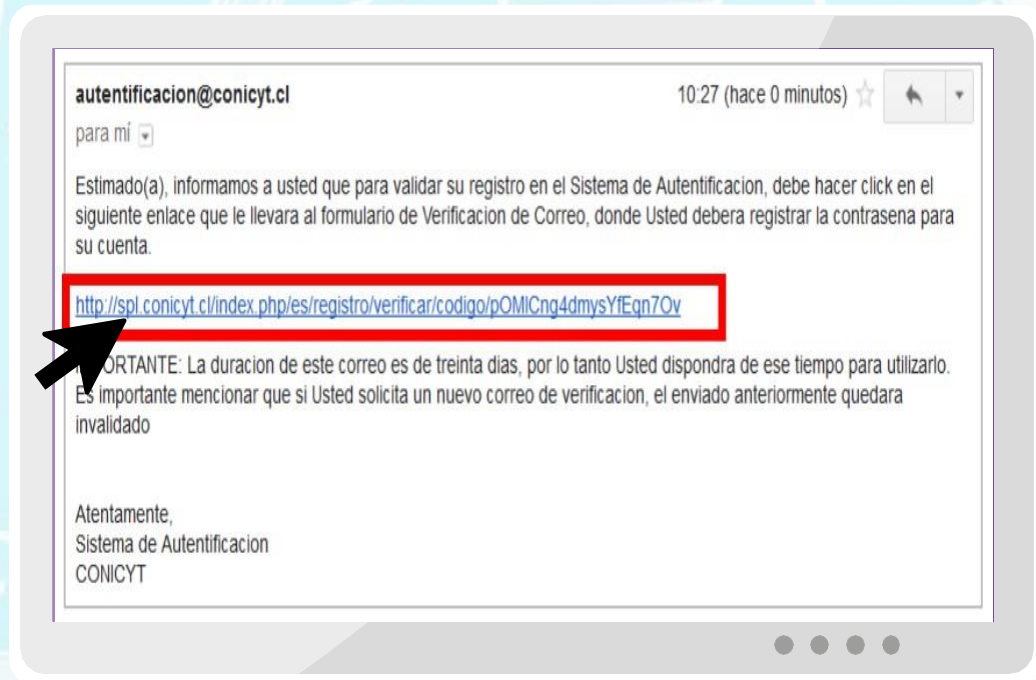 autentificacion@conicyt.cl
10:27 (hace 0 minutos)
para mí
Estimado(a), informamos a usted que para validar su registro en el Sistema de Autentificacion, debe hacer click en el
siguiente enlace que le llevara al formulario de Verificacion de Correo, donde Usted debera registrar la contrasena para
su cuenta.
http://spl.conicyt.cl/index.php/es/registro/verificar/codigo/pOMlCng4dmysYfEqn7Ov
ORTANTE: La duracion de este correo es de treinta dias, por lo tanto Usted dispondra de ese tiempo para utilizarlo.
Es importante mencionar que si Usted solicita un nuevo correo de verificacion, el enviado anteriormente quedara
invalidado
Atentamente,
Sistema de Autentificacion
CONICYT